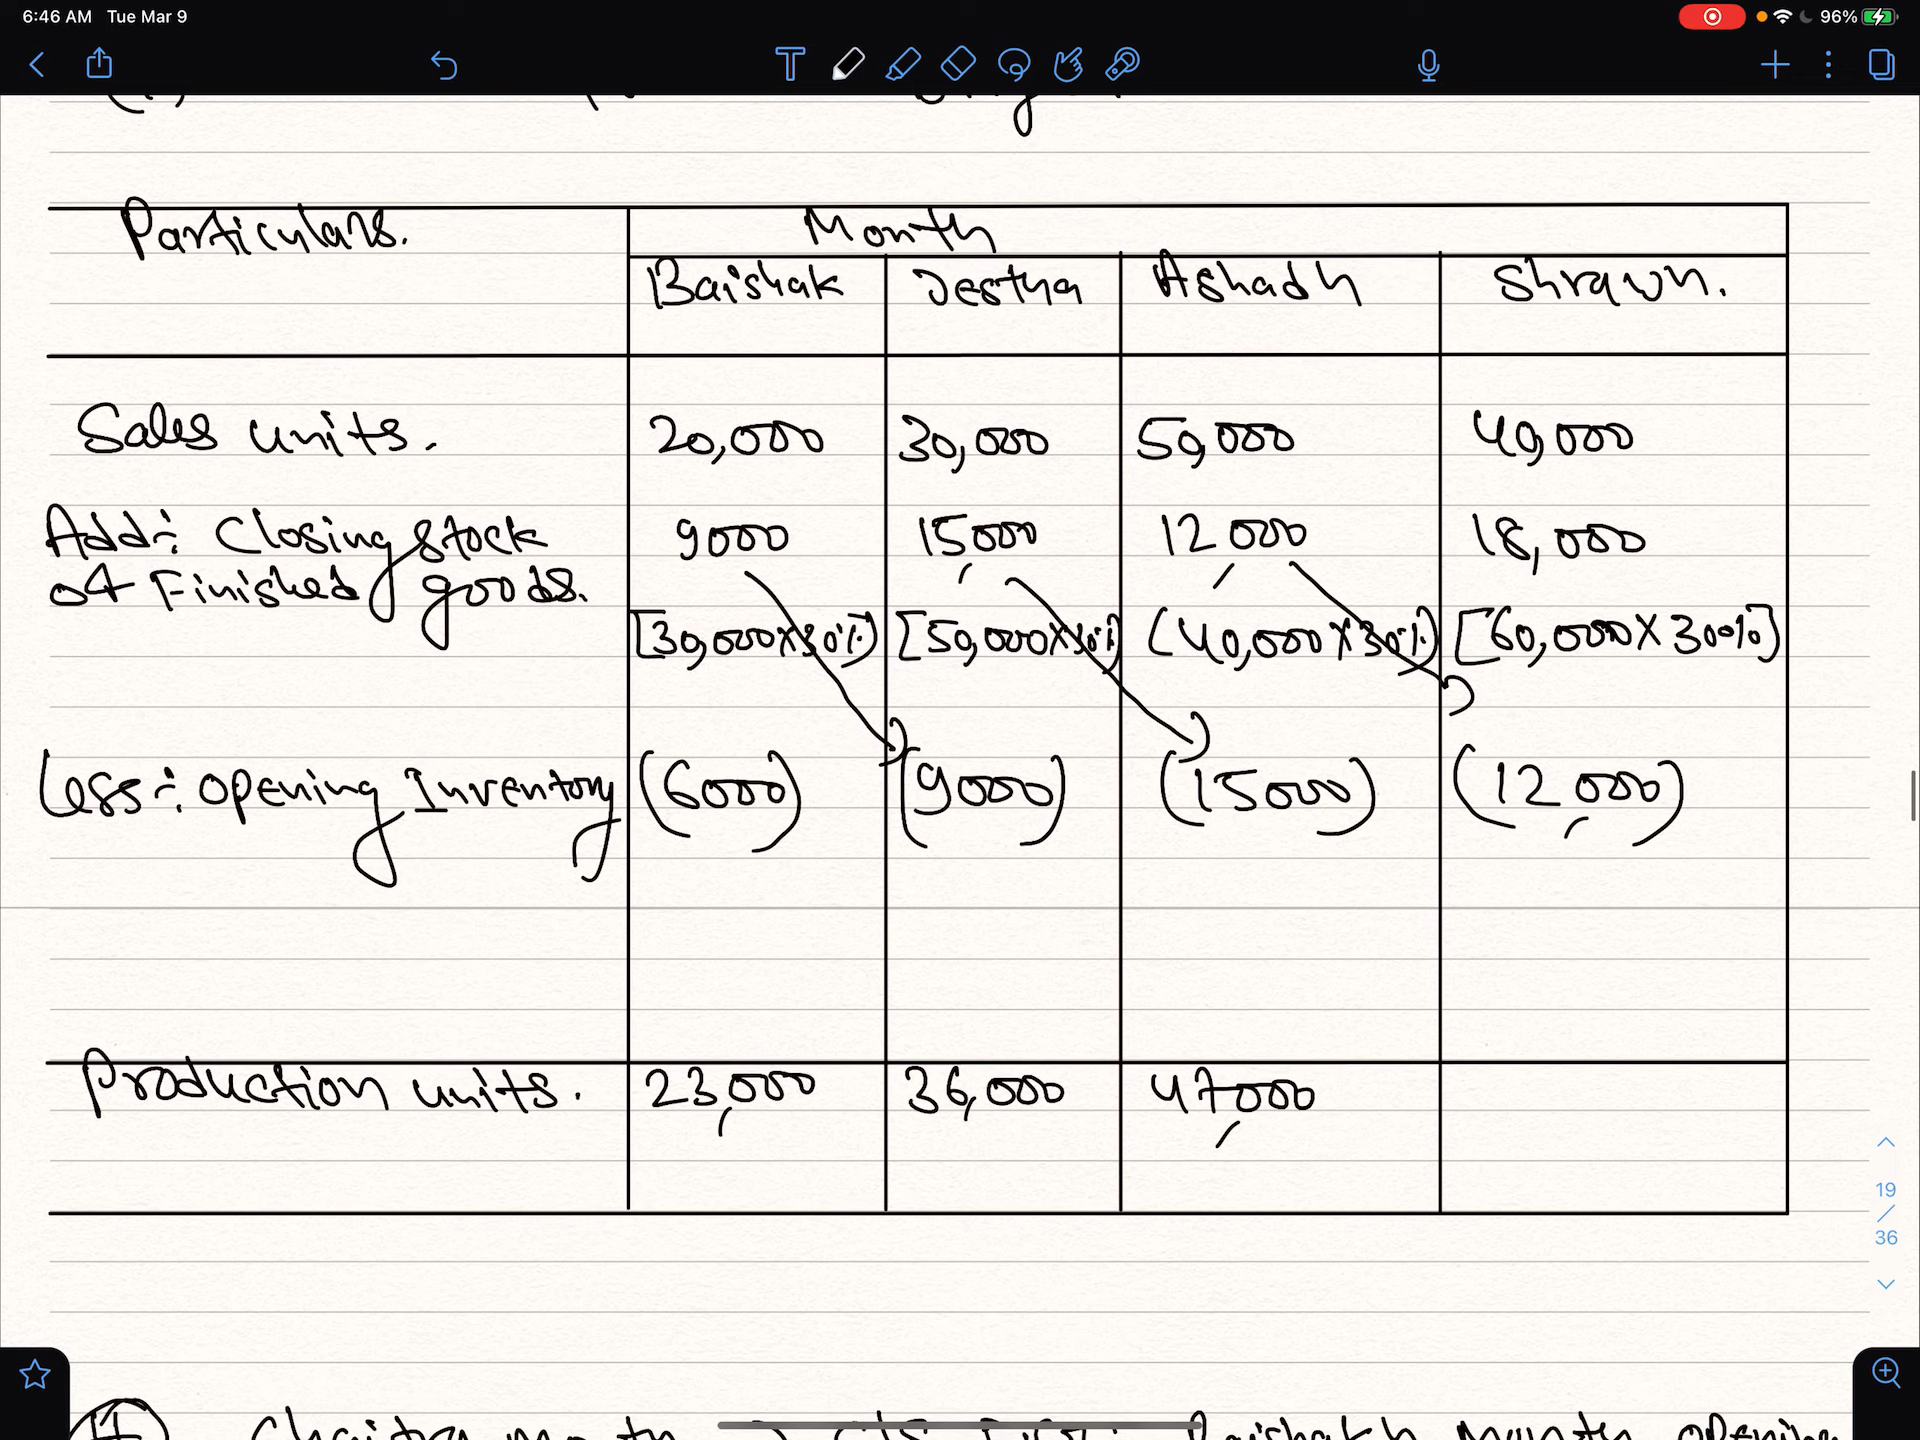 6:46 AM Tue Mar 9
96%
T
Particulars. Month
Baishak Jestha Ashadh Shrawn.
Sales units. 20,000 30,000 50,000 40,000
Add:- Closing stock 9000 15000 12000 18,000
of Finished goods.
[30,000X30%) [50,000X30%) (40,000X30%) [60,000X300%]
Less:- opening Inventory (6000) (9000) (15000) (12,000)
Production units. 23,000 36,000 47000
19
/
36